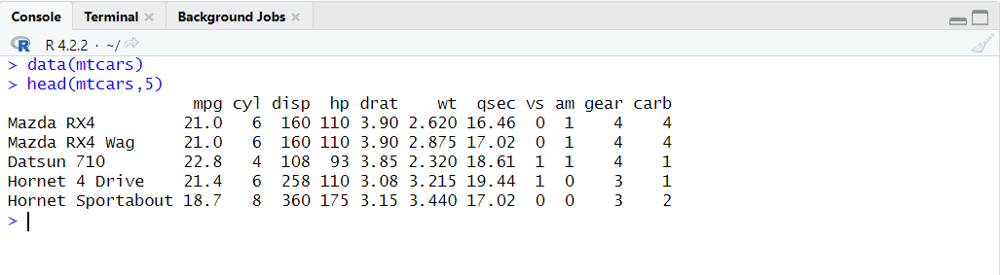 Console Terminal Background Jobs
R R 4.2.2 · ~/
> data(mtcars)
> head(mtcars,5)
                   mpg cyl disp  hp drat    wt  qsec vs am gear carb
Mazda RX4         21.0   6  160 110 3.90 2.620 16.46  0  1    4    4
Mazda RX4 Wag     21.0   6  160 110 3.90 2.875 17.02  0  1    4    4
Datsun 710        22.8   4  108  93 3.85 2.320 18.61  1  1    4    1
Hornet 4 Drive    21.4   6  258 110 3.08 3.215 19.44  1  0    3    1
Hornet Sportabout 18.7   8  360 175 3.15 3.440 17.02  0  0    3    2
>